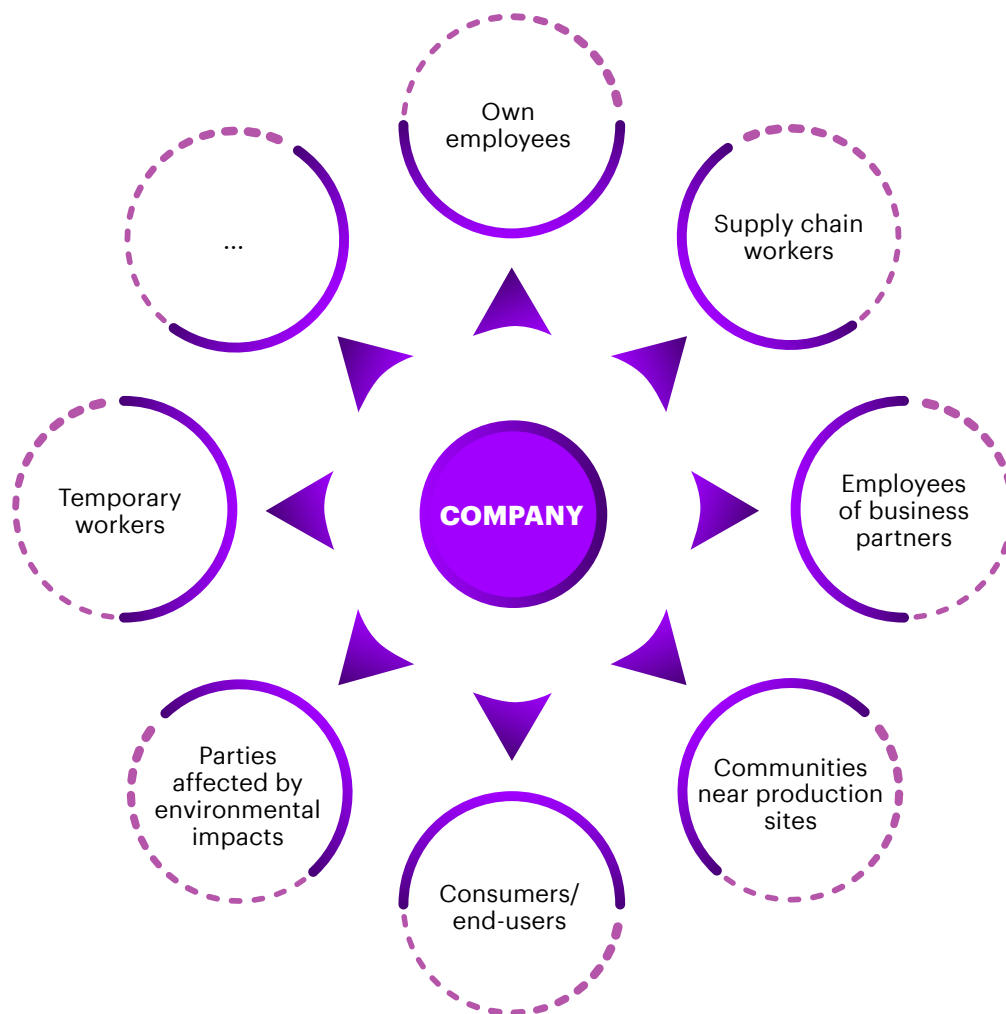 Own
employees
Supply chain
workers
...
COMPANY
Temporary
workers
Employees
of business
partners
Parties
affected by
environmental
impacts
Communities
near production
sites
Consumers/
end-users